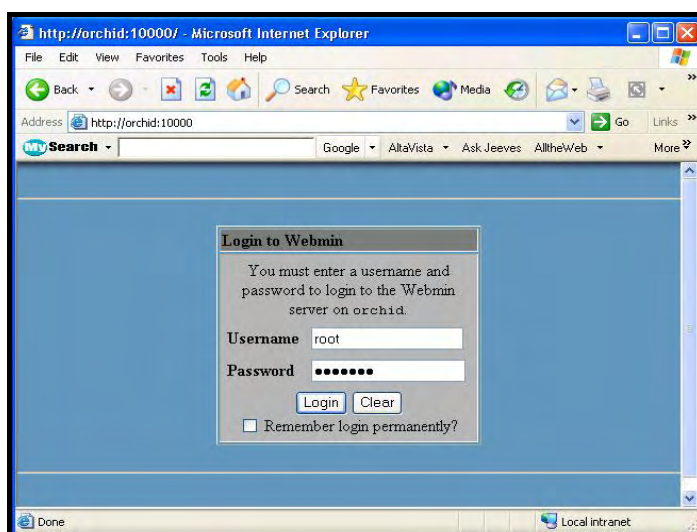 http://orchid:10000/ - Microsoft Internet Explorer
File Edit View Favorites Tools Help
Back Search Favorites Media »
Address http://orchid:10000 Go Links »
My Search Google AltaVista Ask Jeeves AlltheWeb More »
Login to Webmin
You must enter a username and
password to login to the Webmin
server on orchid.
Username root
Password •••••••
Login Clear
Remember login permanently?
Done Local intranet